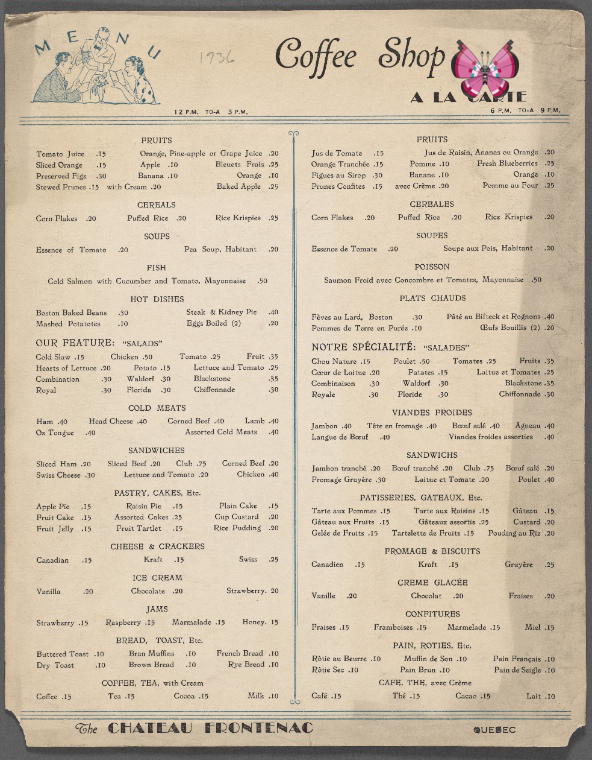 MENU
1936
Coffee Shop
A LA CARTE
12 P.M. TO-A 3 P.M.
6 P.M. TO-A 9 P.M.
FRUITS
Tomato Juice .15 Orange, Pine-apple or Grape Juice .20
Sliced Orange .15 Apple .10 Bleuets Frais .25
Preserved Figs .30 Banana .10 Orange .10
Stewed Prunes .15 with Cream .20 Baked Apple .25
CEREALS
Corn Flakes .20 Puffed Rice .20 Rice Krispies .25
SOUPS
Essence of Tomato .20 Pea Soup, Habitant .20
FISH
Cold Salmon with Cucumber and Tomato, Mayonnaise .50
HOT DISHES
Boston Baked Beans .30 Steak & Kidney Pie .40
Mashed Potatoes .10 Eggs Boiled (2) .20
OUR FEATURE: "SALADS"
Cold Slaw .15 Chicken .50 Tomato .25 Fruit .35
Hearts of Lettuce .20 Potato .15 Lettuce and Tomato .25
Combination .30 Waldorf .30 Blackstone .35
Royal .30 Florida .30 Chiffonnade .30
COLD MEATS
Ham .40 Head Cheese .40 Corned Beef .40 Lamb .40
Ox Tongue .40 Assorted Cold Meats .40
SANDWICHES
Sliced Ham .20 Sliced Beef .20 Club .75 Corned Beef .20
Swiss Cheese .30 Lettuce and Tomato .20 Chicken .40
PASTRY, CAKES, Etc.
Apple Pie .15 Raisin Pie .15 Plain Cake .15
Fruit Cake .15 Assorted Cakes .25 Cup Custard .20
Fruit Jelly .15 Fruit Tartlet .15 Rice Pudding .20
CHEESE & CRACKERS
Canadian .15 Kraft .15 Swiss .25
ICE CREAM
Vanilla .20 Chocolate .20 Strawberry. 20
JAMS
Strawberry .15 Raspberry .15 Marmelade .15 Honey. 15
BREAD, TOAST, Etc.
Buttered Toast .10 Bran Muffins .10 French Bread .10
Dry Toast .10 Brown Bread .10 Rye Bread .10
COFFEE, TEA, with Cream
Coffee .15 Tea .15 Cocoa .15 Milk .10
FRUITS
Jus de Tomate .15 Jus de Raisin, Ananas ou Orange .20
Orange Tranchée .15 Pomme .10 Fresh Blueberries .25
Figues au Sirop .30 Banane .10 Orange .10
Prunes Confites .15 avec Crème .20 Pomme au Four .25
CEREALES
Corn Flakes .20 Puffed Rice .20 Rice Krispies .20
SOUPES
Essence de Tomate .20 Soupe aux Pois, Habitant .20
POISSON
Saumon Froid avec Concombre et Tomates, Mayonnaise .50
PLATS CHAUDS
Fèves au Lard, Boston .30 Pâté au Bifteck et Rognons .40
Pommes de Terre en Purée .10 Œufs Bouillis (2) .20
NOTRE SPÉCIALITÉ: "SALADES"
Chou Nature .15 Poulet .50 Tomates .25 Fruits .35
Cœur de Laitue .20 Patates .15 Laitue et Tomates .25
Combinaison .30 Waldorf .30 Blackstone .35
Royale .30 Floride .30 Chiffonnade .30
VIANDES FROIDES
Jambon .40 Tête en fromage .40 Bœuf salé .40 Agneau .40
Langue de Bœuf .40 Viandes froides assorties .40
SANDWICHS
Jambon tranché .20 Bœuf tranché .20 Club .75 Bœuf salé .20
Fromage Gruyère .30 Laitue et Tomate .20 Poulet .40
PATISSERIES, GATEAUX, Etc.
Tarte aux Pommes .15 Tarte aux Raisins .15 Gâteau .15
Gâteau aux Fruits .15 Gâteaux assortis .25 Custard .20
Gelée de Fruits .15 Tartelette de Fruits .15 Pouding au Riz .20
FROMAGE & BISCUITS
Canadien .15 Kraft .15 Gruyère .25
CREME GLACÉE
Vanille .20 Chocolat .20 Fraises .20
CONFITURES
Fraises .15 Framboises .15 Marmelade .15 Miel .15
PAIN, ROTIES, Etc.
Rôtie au Beurre .10 Muffin de Son .10 Pain Français .10
Rôtie Sec .10 Pain Brun .10 Pain de Seigle .10
CAFE, THE, avec Crème
Café .15 Thé .15 Cacao .15 Lait .10
The CHATEAU FRONTENAC
QUEBEC